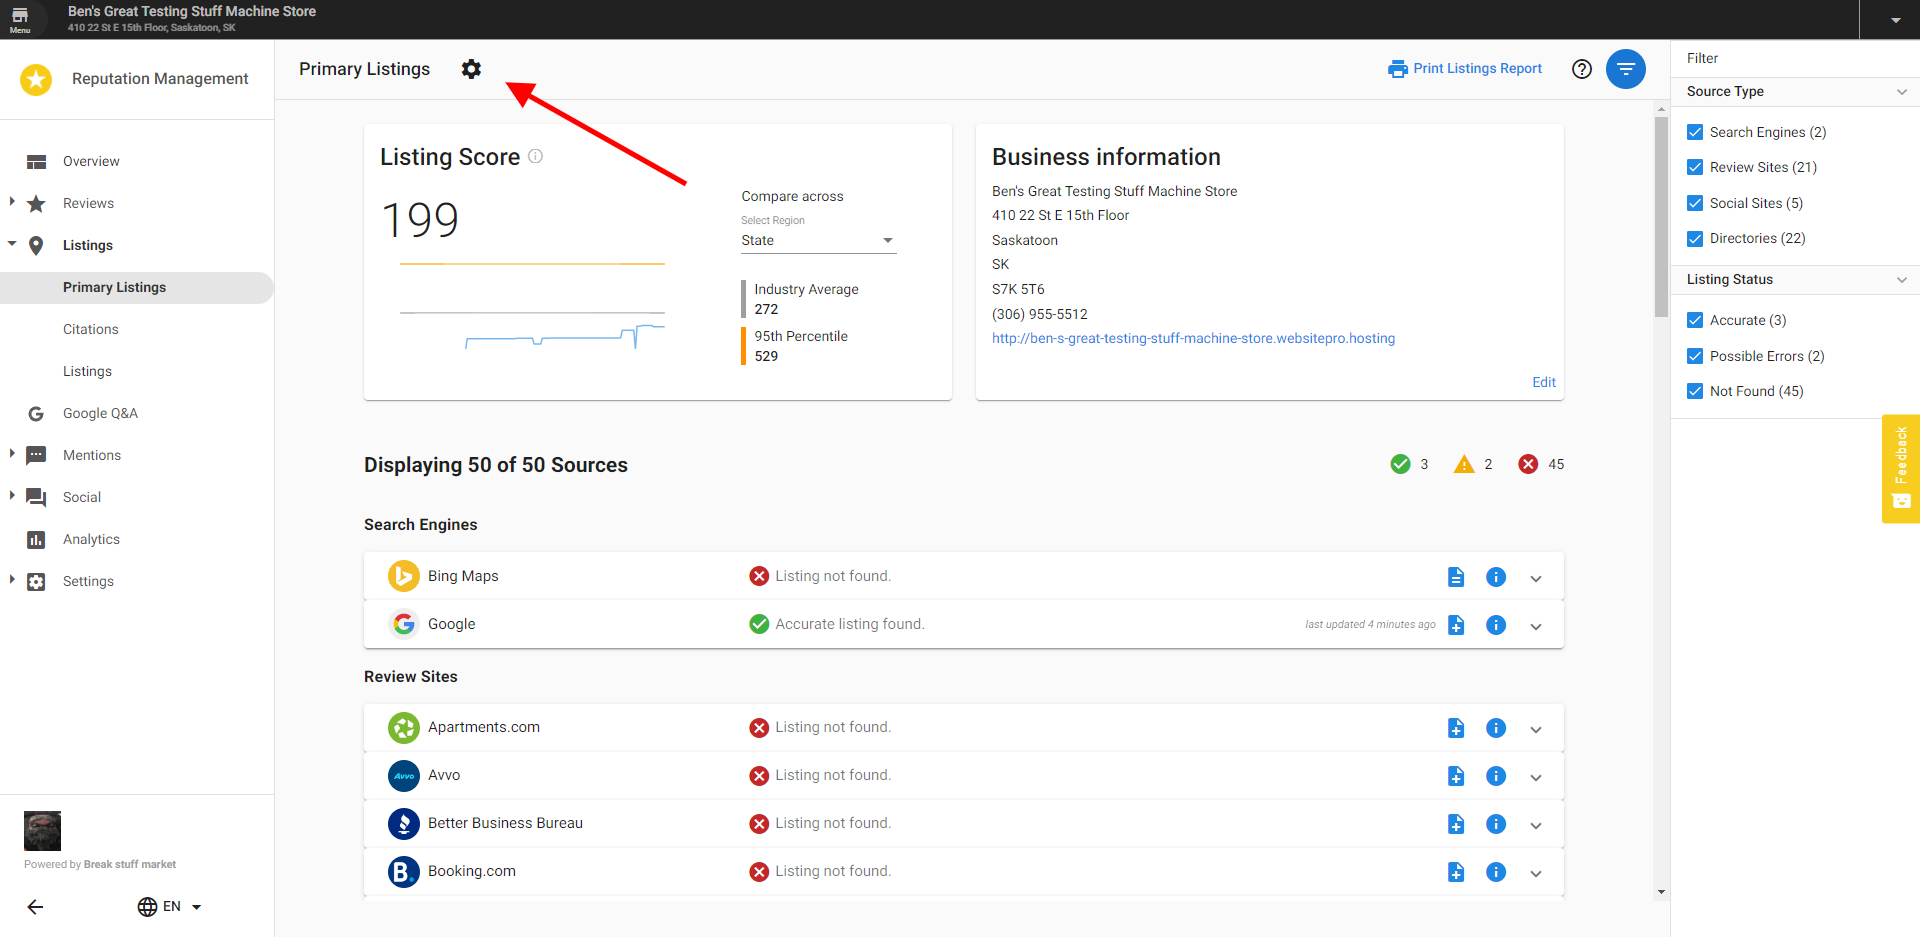 Menu
Ben's Great Testing Stuff Machine Store
410 22 St E 15th Floor, Saskatoon, SK
Reputation Management
Overview
Reviews
Listings
Primary Listings
Citations
Listings
Google Q&A
Mentions
Social
Analytics
Settings
Powered by Break stuff market
EN
Primary Listings
Print Listings Report
Listing Score
199
Compare across
Select Region
State
Industry Average
272
95th Percentile
529
Business information
Ben's Great Testing Stuff Machine Store
410 22 St E 15th Floor
Saskatoon
SK
S7K 5T6
(306) 955-5512
http://ben-s-great-testing-stuff-machine-store.websitepro.hosting
Edit
Displaying 50 of 50 Sources
3 2 45
Search Engines
Bing Maps Listing not found.
Google Accurate listing found. last updated 4 minutes ago
Review Sites
Apartments.com Listing not found.
Avvo Avvo Listing not found.
Better Business Bureau Listing not found.
B. Booking.com Listing not found.
Filter
Source Type
Search Engines (2)
Review Sites (21)
Social Sites (5)
Directories (22)
Listing Status
Accurate (3)
Possible Errors (2)
Not Found (45)
Feedback